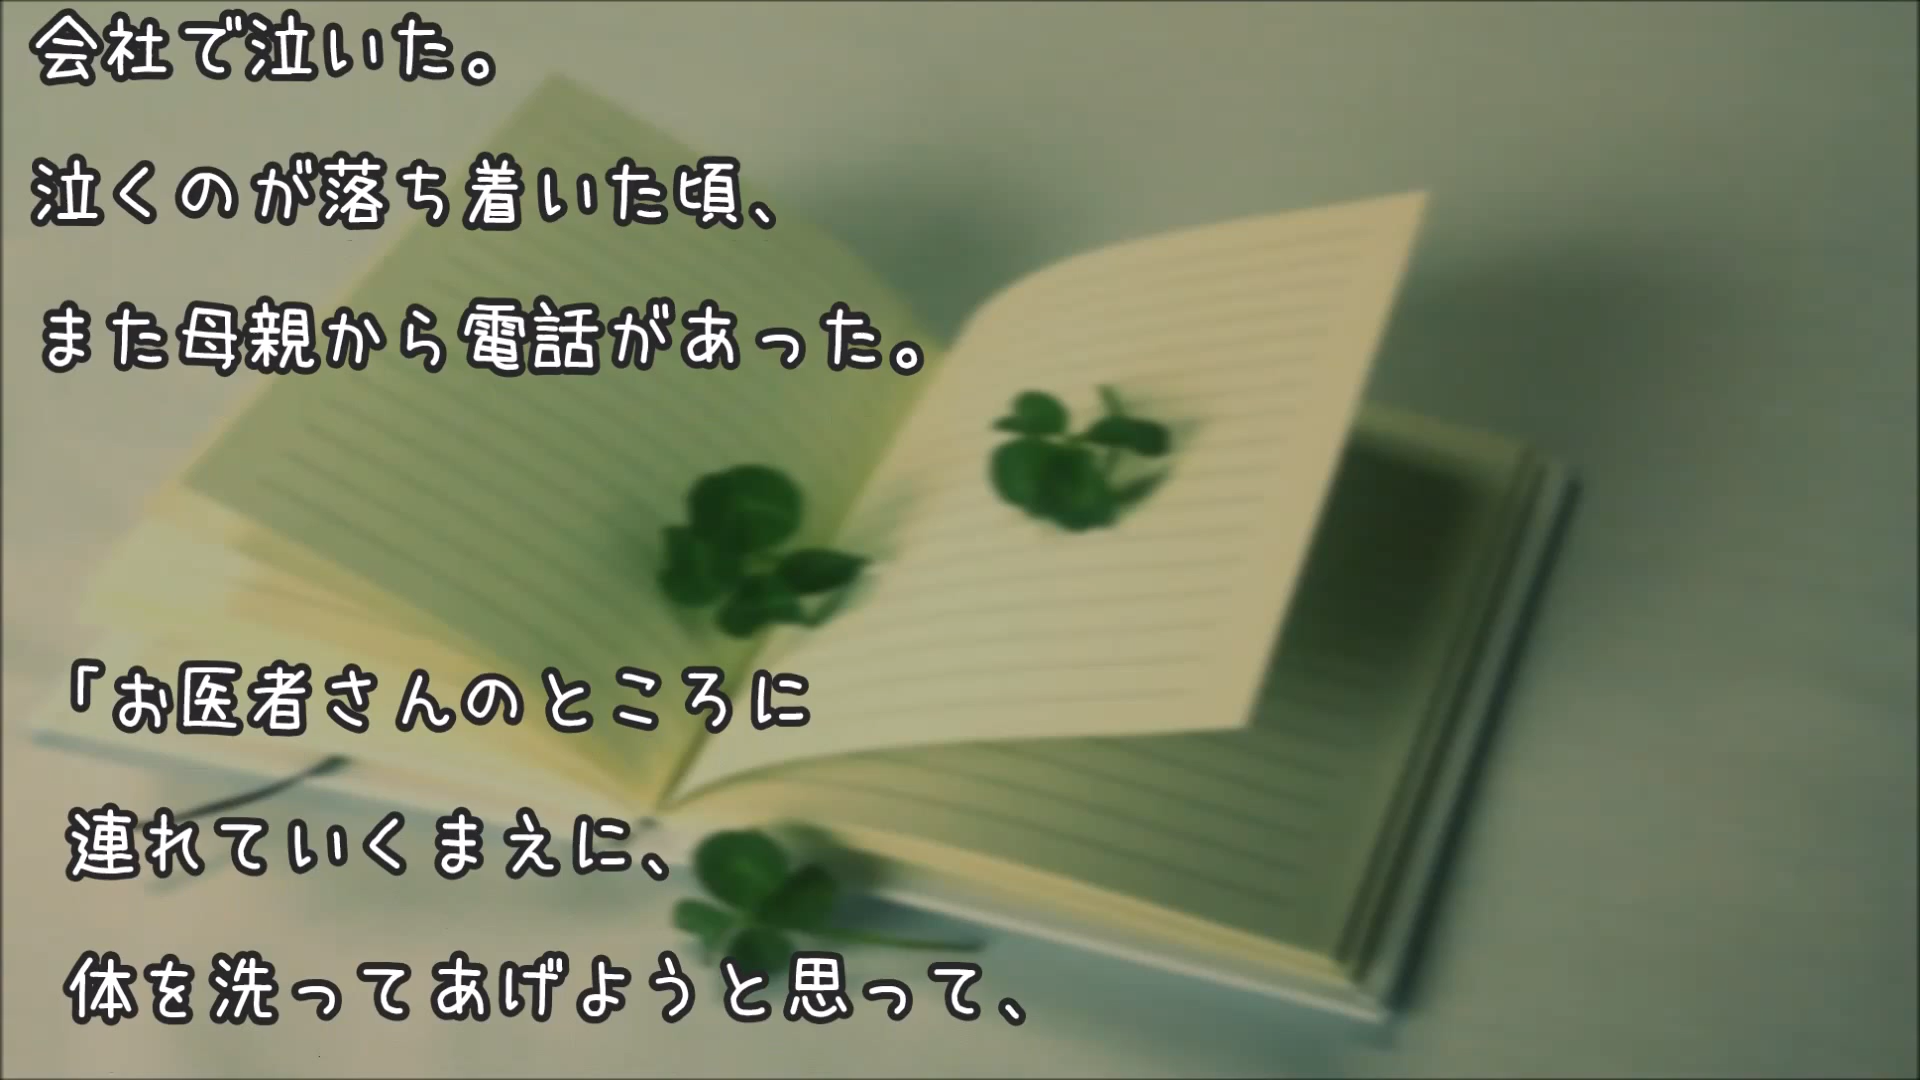 会社で泣いた。
泣くのが落ち着いた頃、
また母親から電話があった。
「お医者さんのところに
連れていくまえに、
体を洗ってあげようと思って、